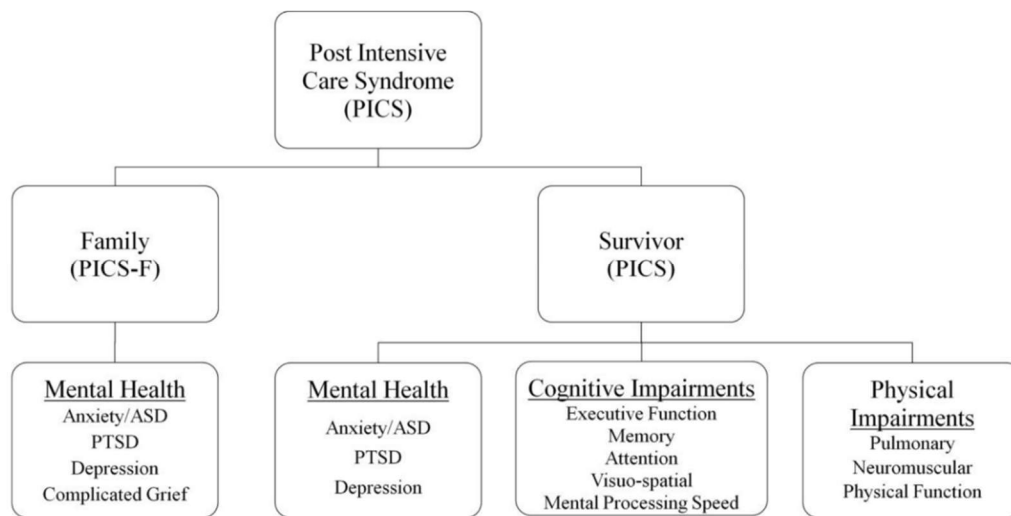 Post Intensive
Care Syndrome
(PICS)
Family
(PICS-F)
Survivor
(PICS)
Mental Health
Anxiety/ASD
PTSD
Depression
Complicated Grief
Mental Health
Anxiety/ASD
PTSD
Depression
Cognitive Impairments
Executive Function
Memory
Attention
Visuo-spatial
Mental Processing Speed
Physical
Impairments
Pulmonary
Neuromuscular
Physical Function